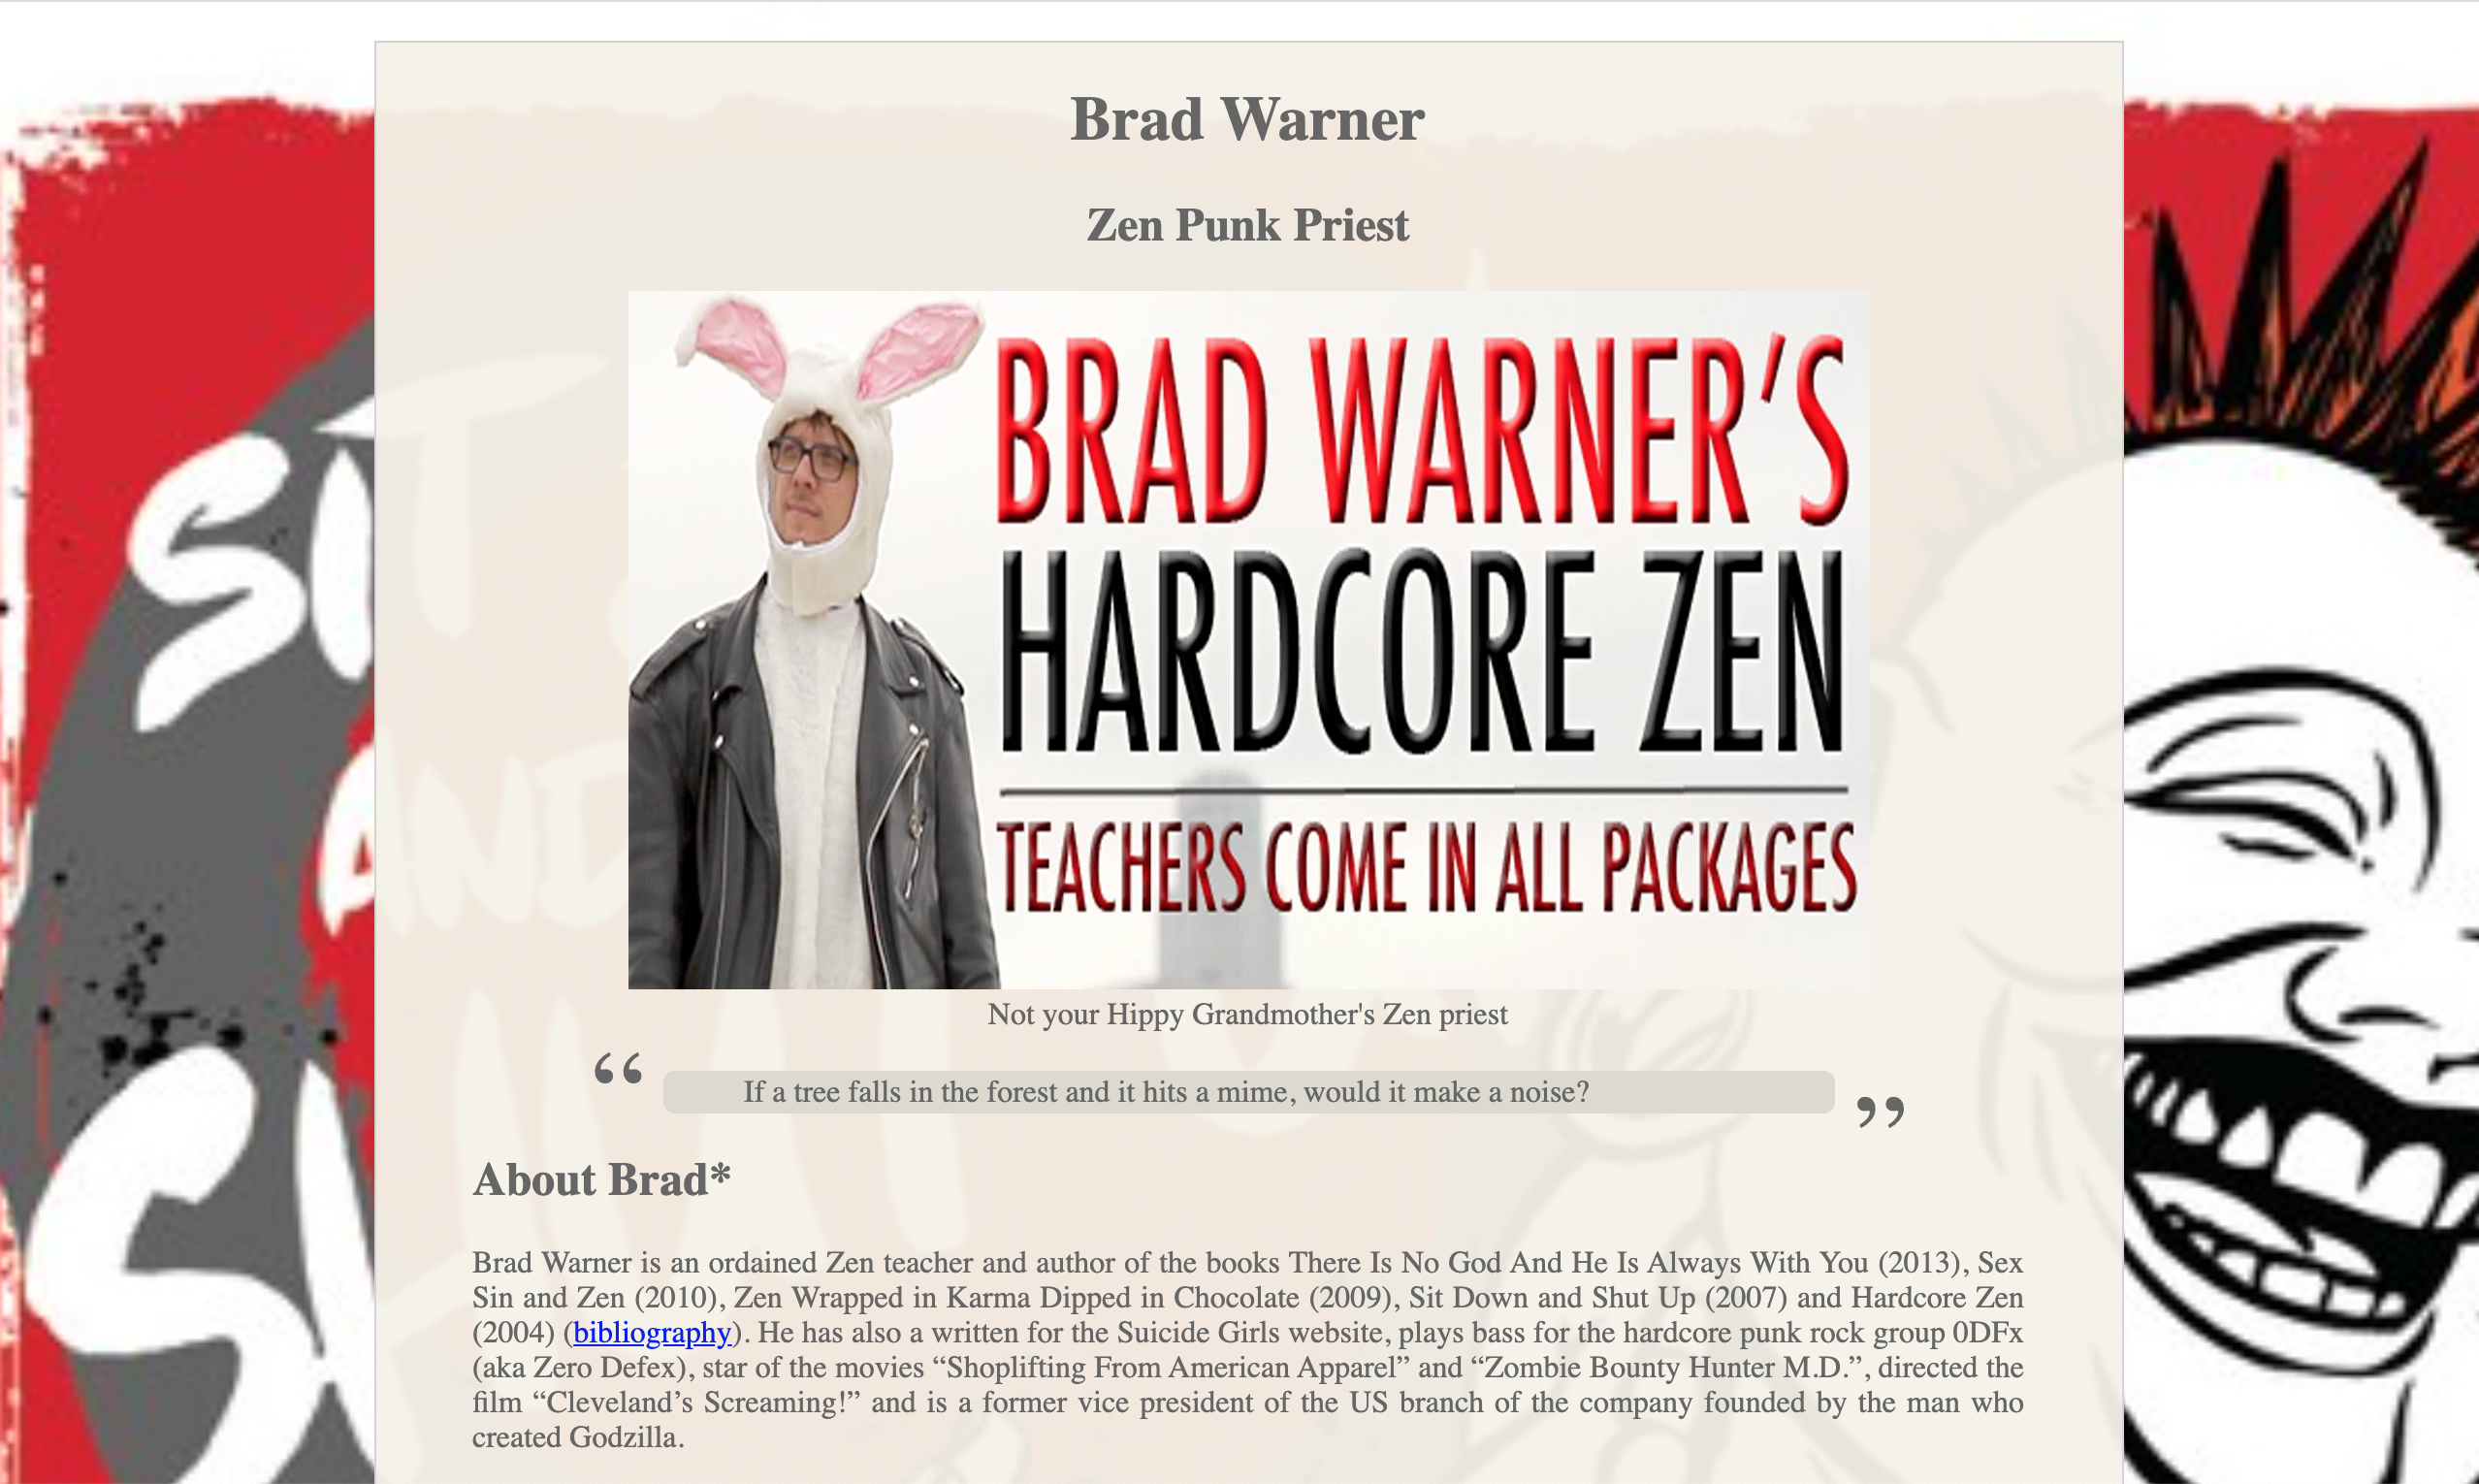 Brad Warner
Zen Punk Priest
BRAD WARNER'S
HARDCORE ZEN
TEACHERS COME IN ALL PACKAGES
Not your Hippy Grandmother's Zen priest
“ If a tree falls in the forest and it hits a mime, would it make a noise? ”
About Brad*
Brad Warner is an ordained Zen teacher and author of the books There Is No God And He Is Always With You (2013), Sex
Sin and Zen (2010), Zen Wrapped in Karma Dipped in Chocolate (2009), Sit Down and Shut Up (2007) and Hardcore Zen
(2004) (bibliography). He has also a written for the Suicide Girls website, plays bass for the hardcore punk rock group 0DFx
(aka Zero Defex), star of the movies “Shoplifting From American Apparel” and “Zombie Bounty Hunter M.D.”, directed the
film “Cleveland’s Screaming!” and is a former vice president of the US branch of the company founded by the man who
created Godzilla.
SIT
AND